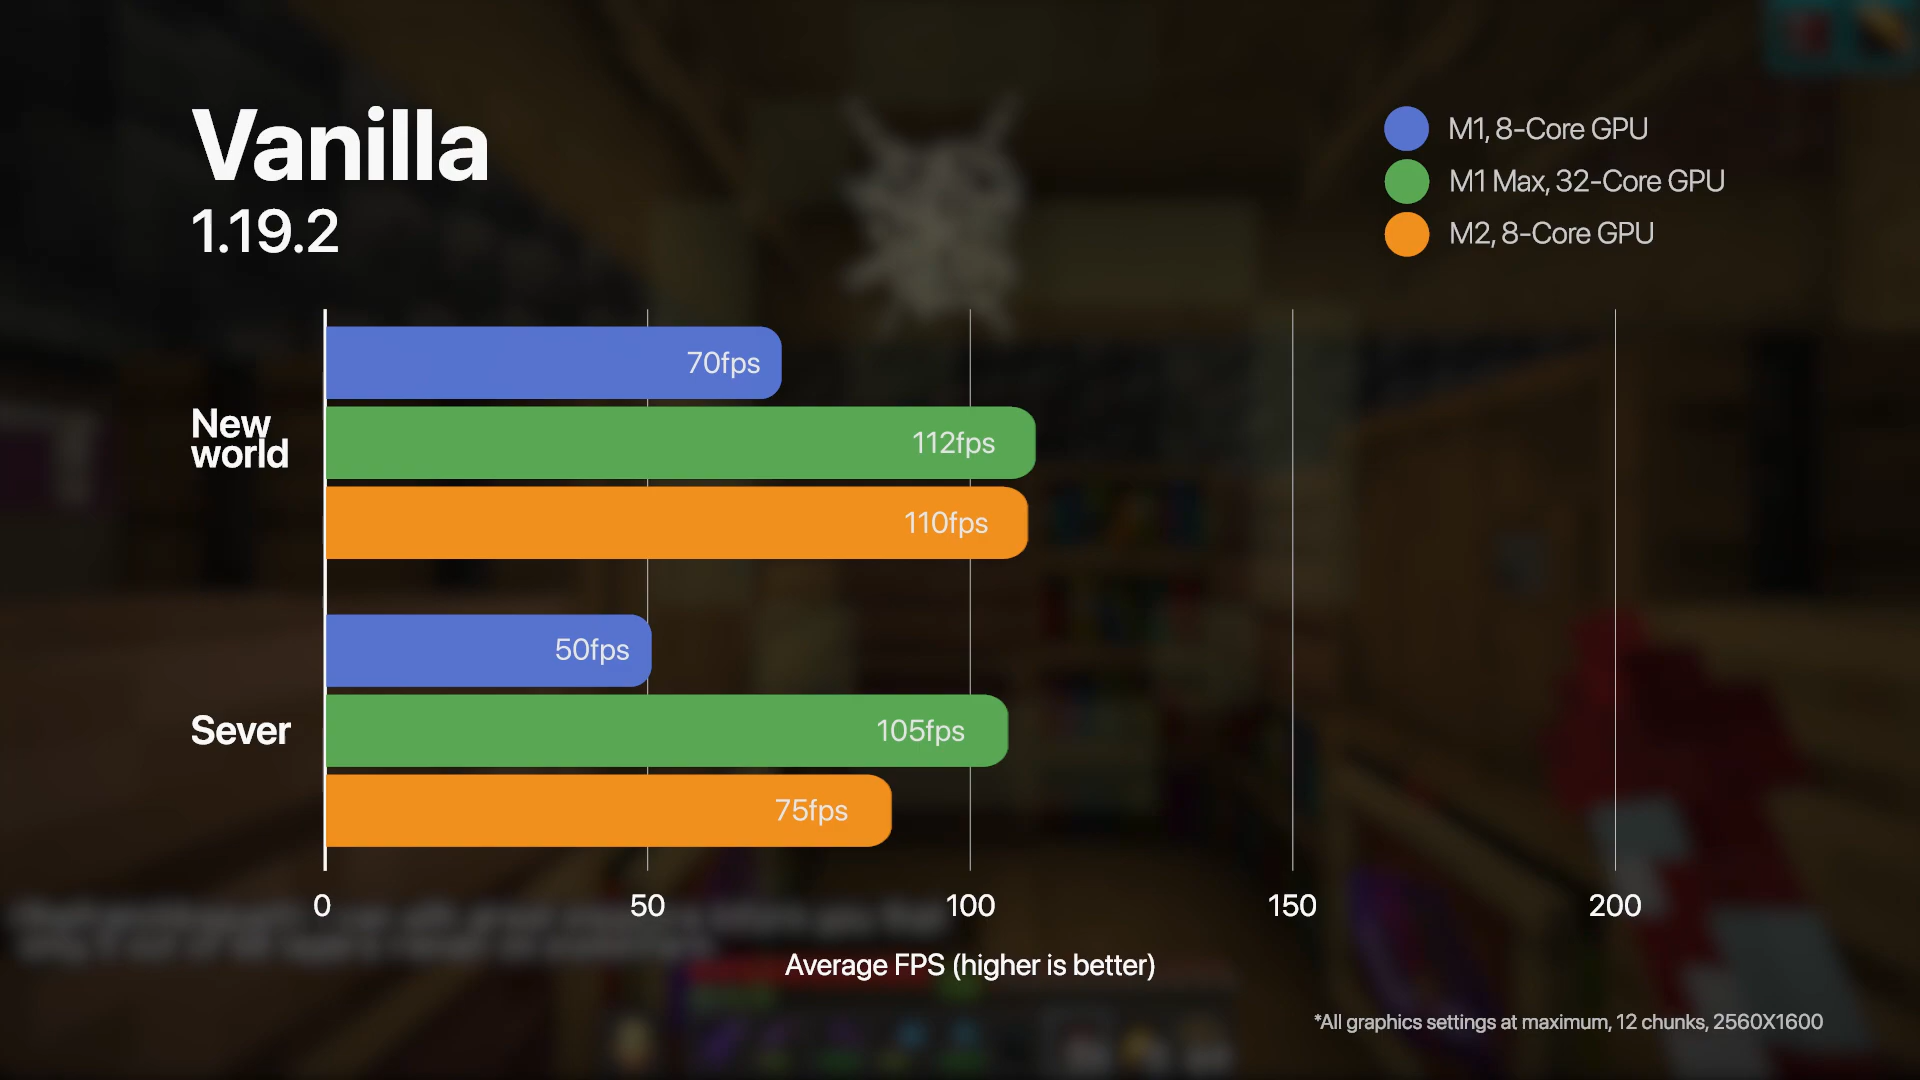 Vanilla
1.19.2
M1, 8-Core GPU
M1 Max, 32-Core GPU
M2, 8-Core GPU
New
world
70fps
112fps
110fps
Sever
50fps
105fps
75fps
0 50 100 150 200
Average FPS (higher is better)
*All graphics settings at maximum, 12 chunks, 2560X1600